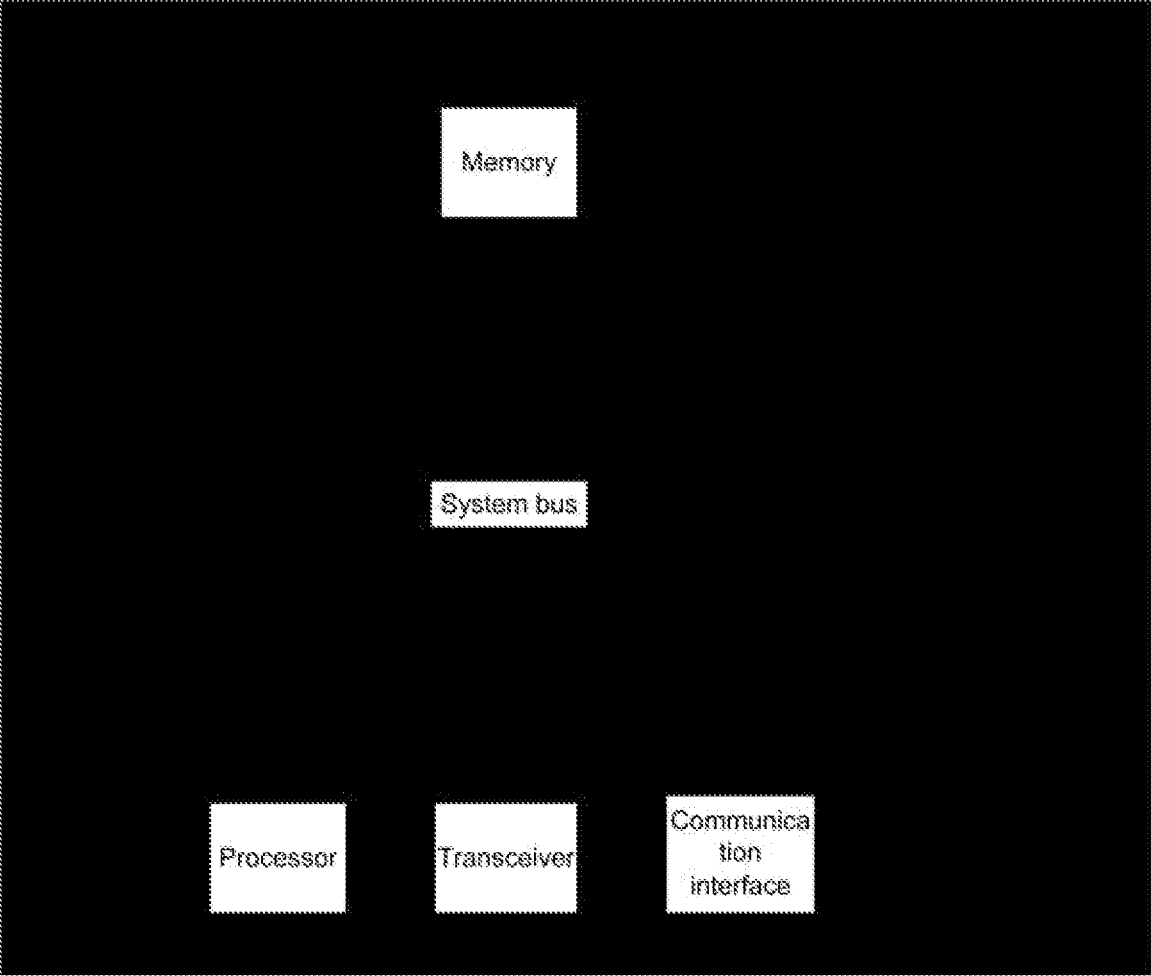 Memory
System bus
Processor
Transceiver
Communica
tion
interface